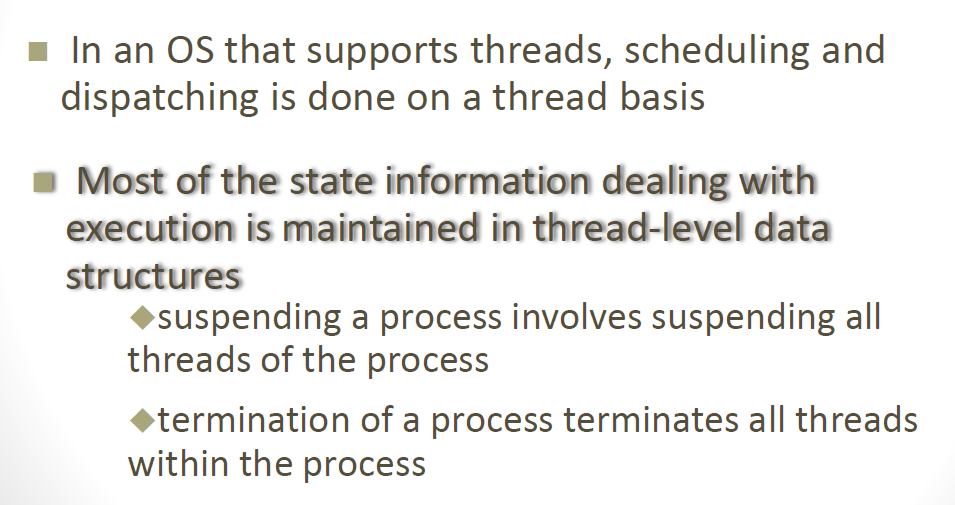 ■ In an OS that supports threads, scheduling and
dispatching is done on a thread basis
■ Most of the state information dealing with
execution is maintained in thread-level data
structures
◆suspending a process involves suspending all
threads of the process
◆termination of a process terminates all threads
within the process